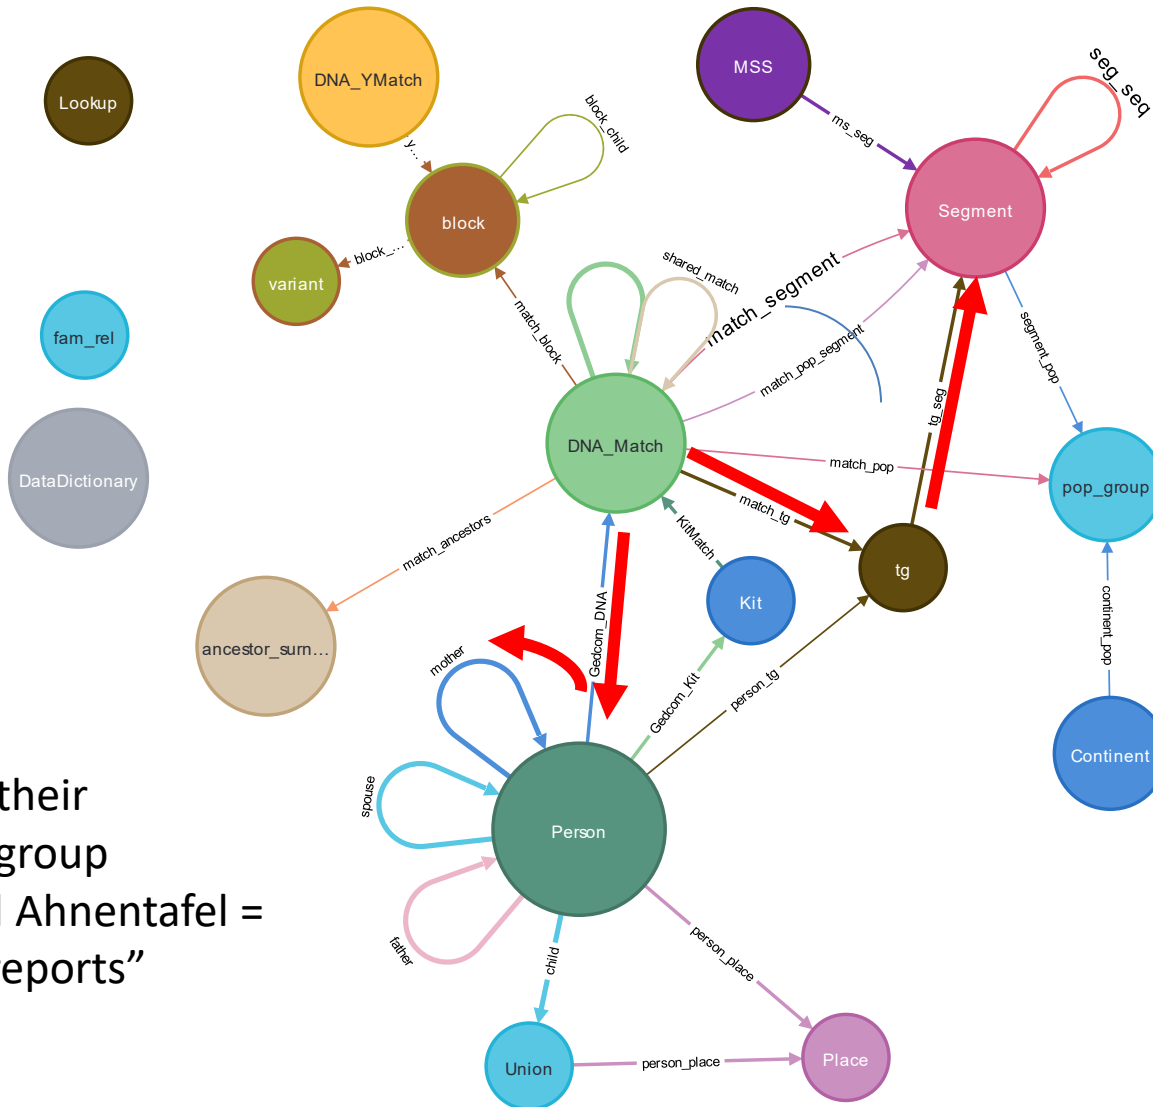 DNA_YMatch
MSS
Lookup
seg_seq
block_child
ms_seg
y...
block
Segment
block_...
variant
shared_match
match_segment
fam_rel
match_block
segment_pop
match_pop_segment
tg_seg
DNA_Match
DataDictionary
match_pop
pop_group
match_tg
KitMatch
match_ancestors
tg
Kit
Gedcom_DNA
continent_pop
ancestor_surn...
mother
Gedcom_Kit
person_tg
Continent
their
spouse
Person
group
l Ahnentafel =
father
reports”
person_place
child
Union
person_place
Place